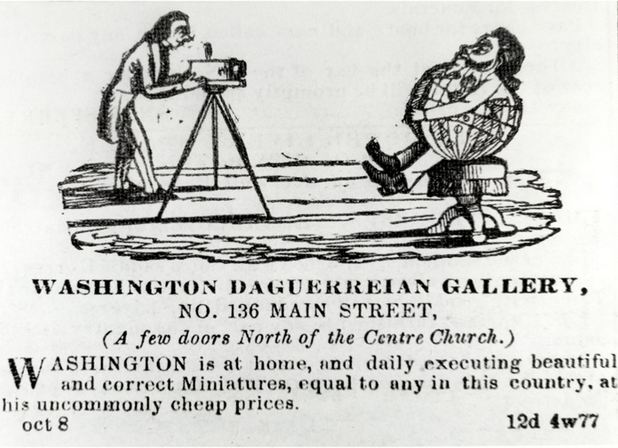 WASHINGTON DAGUERREIAN GALLERY,
NO. 136 MAIN STREET,
(A few doors North of the Centre Church.)
WASHINGTON is at home, and daily executing beautiful
and correct Miniatures, equal to any in this country, at
his uncommonly cheap prices.
oct 8 12d 4w77